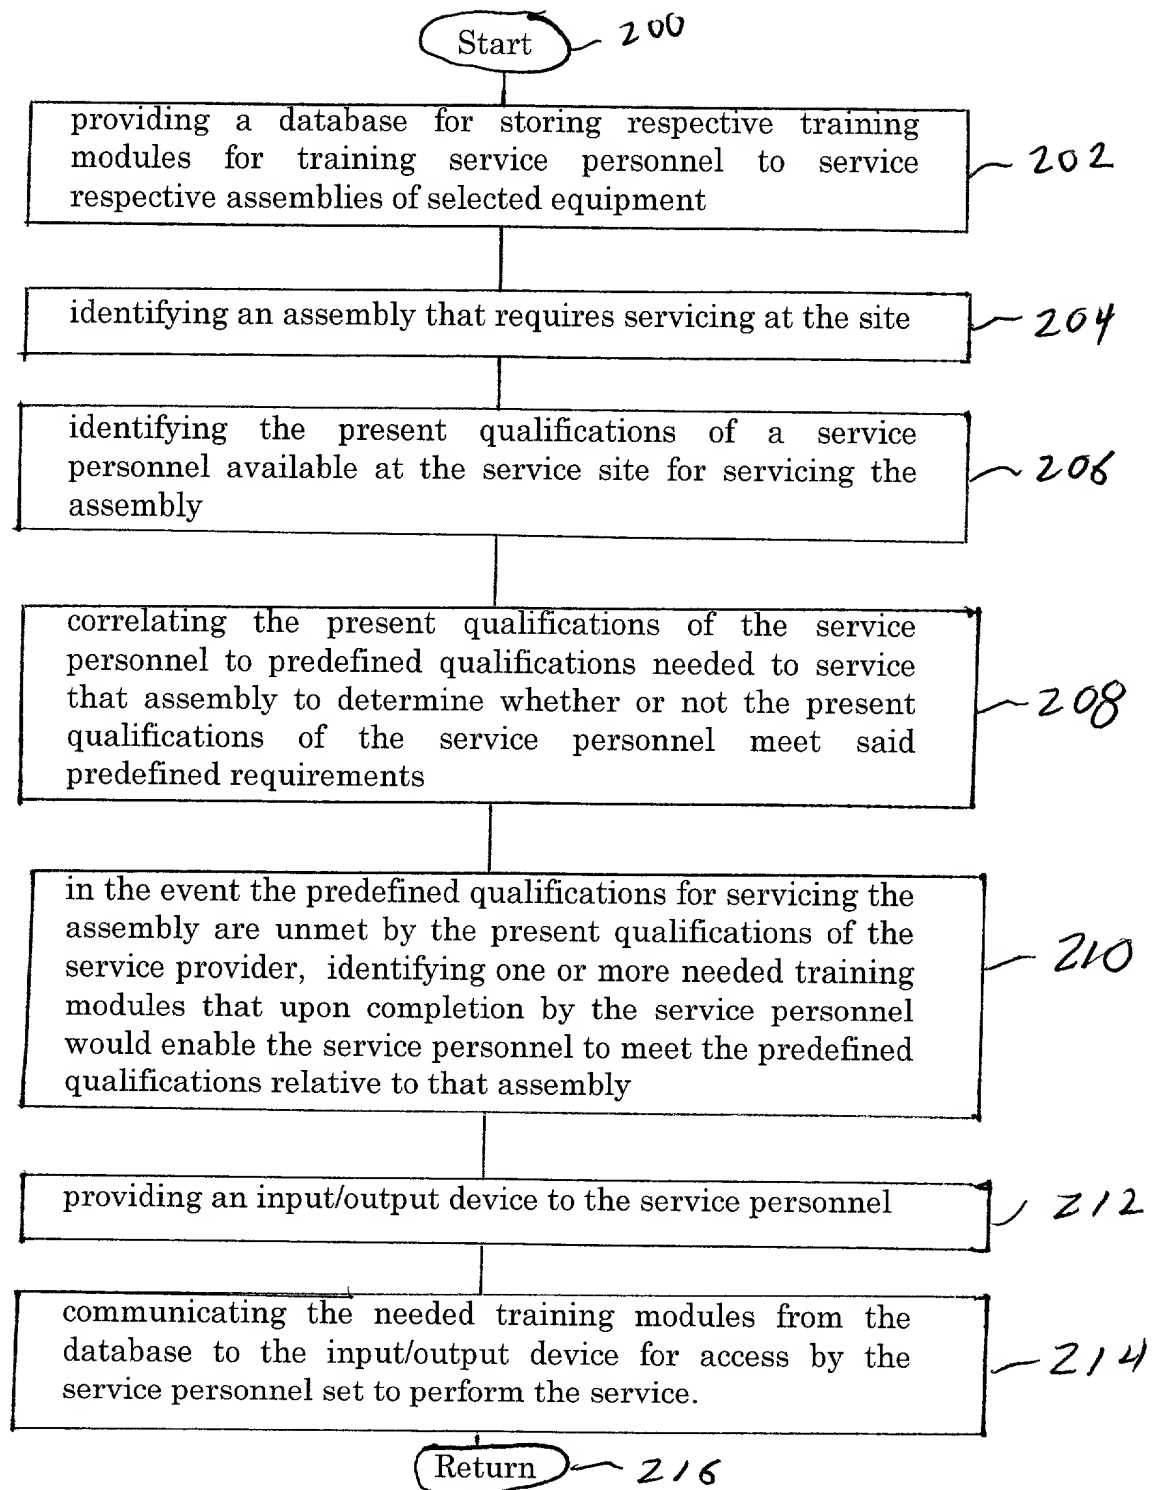 Start 200
providing a database for storing respective training
modules for training service personnel to service
respective assemblies of selected equipment
202
identifying an assembly that requires servicing at the site
204
identifying the present qualifications of a service
personnel available at the service site for servicing the
assembly
206
correlating the present qualifications of the service
personnel to predefined qualifications needed to service
that assembly to determine whether or not the present
qualifications of the service personnel meet said
predefined requirements
208
in the event the predefined qualifications for servicing the
assembly are unmet by the present qualifications of the
service provider, identifying one or more needed training
modules that upon completion by the service personnel
would enable the service personnel to meet the predefined
qualifications relative to that assembly
210
providing an input/output device to the service personnel
212
communicating the needed training modules from the
database to the input/output device for access by the
service personnel set to perform the service.
214
Return 216